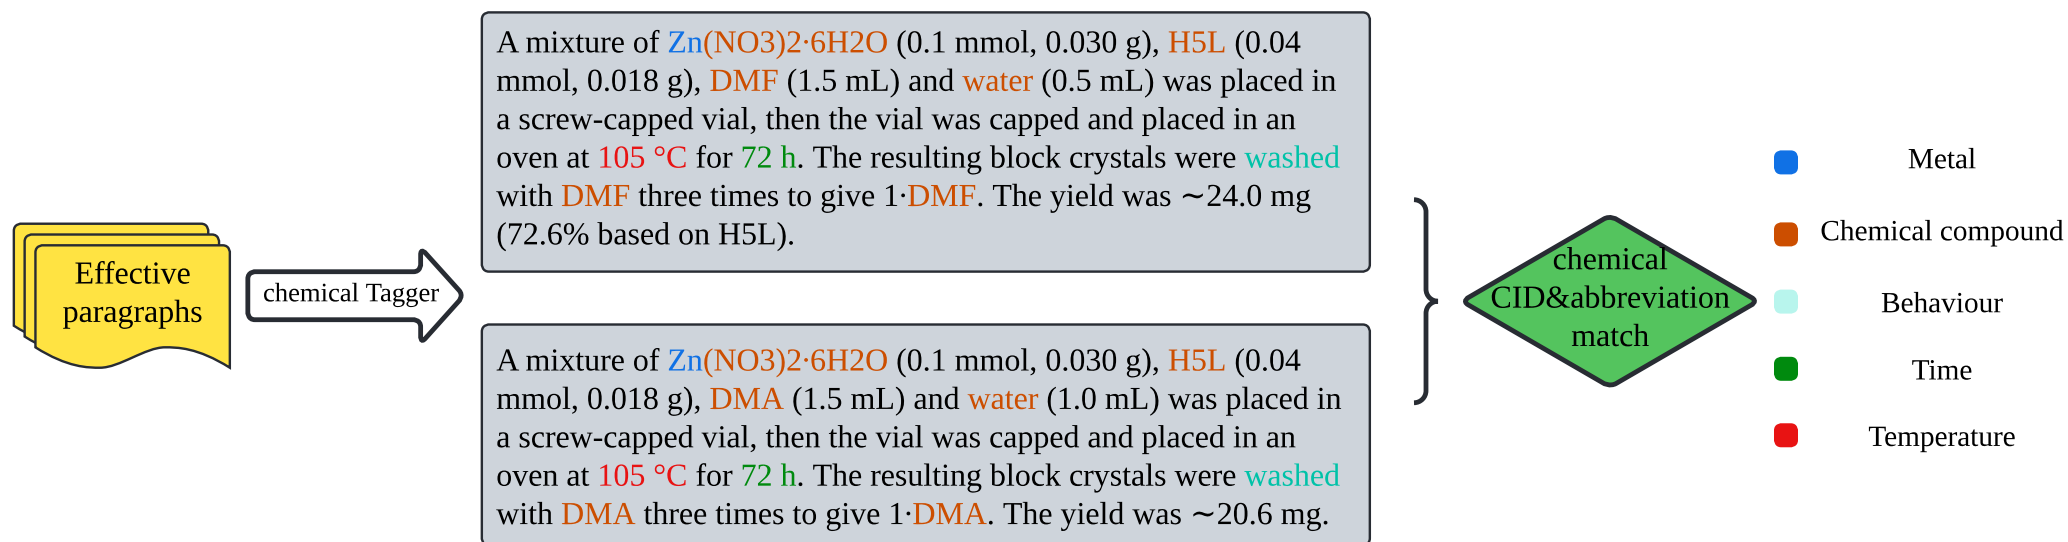 Effective
paragraphs
chemical Tagger
A mixture of Zn(NO3)2·6H2O (0.1 mmol, 0.030 g), H5L (0.04
mmol, 0.018 g), DMF (1.5 mL) and water (0.5 mL) was placed in
a screw-capped vial, then the vial was capped and placed in an
oven at 105 °C for 72 h. The resulting block crystals were washed
with DMF three times to give 1·DMF. The yield was ∼24.0 mg
(72.6% based on H5L).
A mixture of Zn(NO3)2·6H2O (0.1 mmol, 0.030 g), H5L (0.04
mmol, 0.018 g), DMA (1.5 mL) and water (1.0 mL) was placed in
a screw-capped vial, then the vial was capped and placed in an
oven at 105 °C for 72 h. The resulting block crystals were washed
with DMA three times to give 1·DMA. The yield was ∼20.6 mg.
chemical
CID&abbreviation
match
Metal
Chemical compound
Behaviour
Time
Temperature